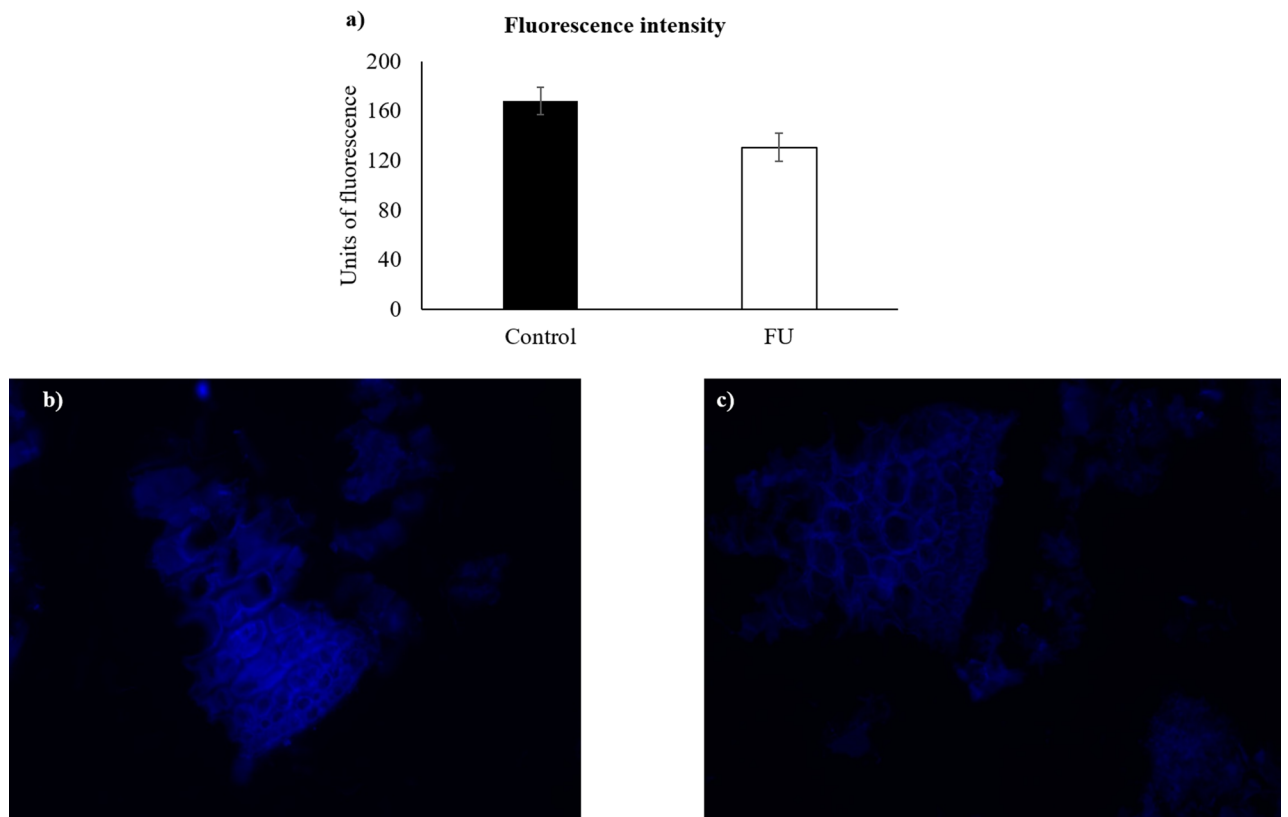 a)
Fluorescence intensity
Units of fluorescence
200
160
120
80
40
0
Control FU
b)
c)